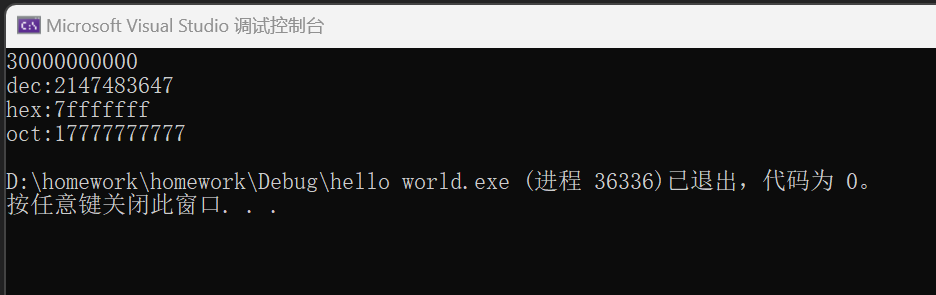 Microsoft Visual Studio 调试控制台
30000000000
dec:2147483647
hex:7fffffff
oct:17777777777
D:\homework\homework\Debug\hello world.exe (进程 36336)已退出，代码为 0。
按任意键关闭此窗口. . .